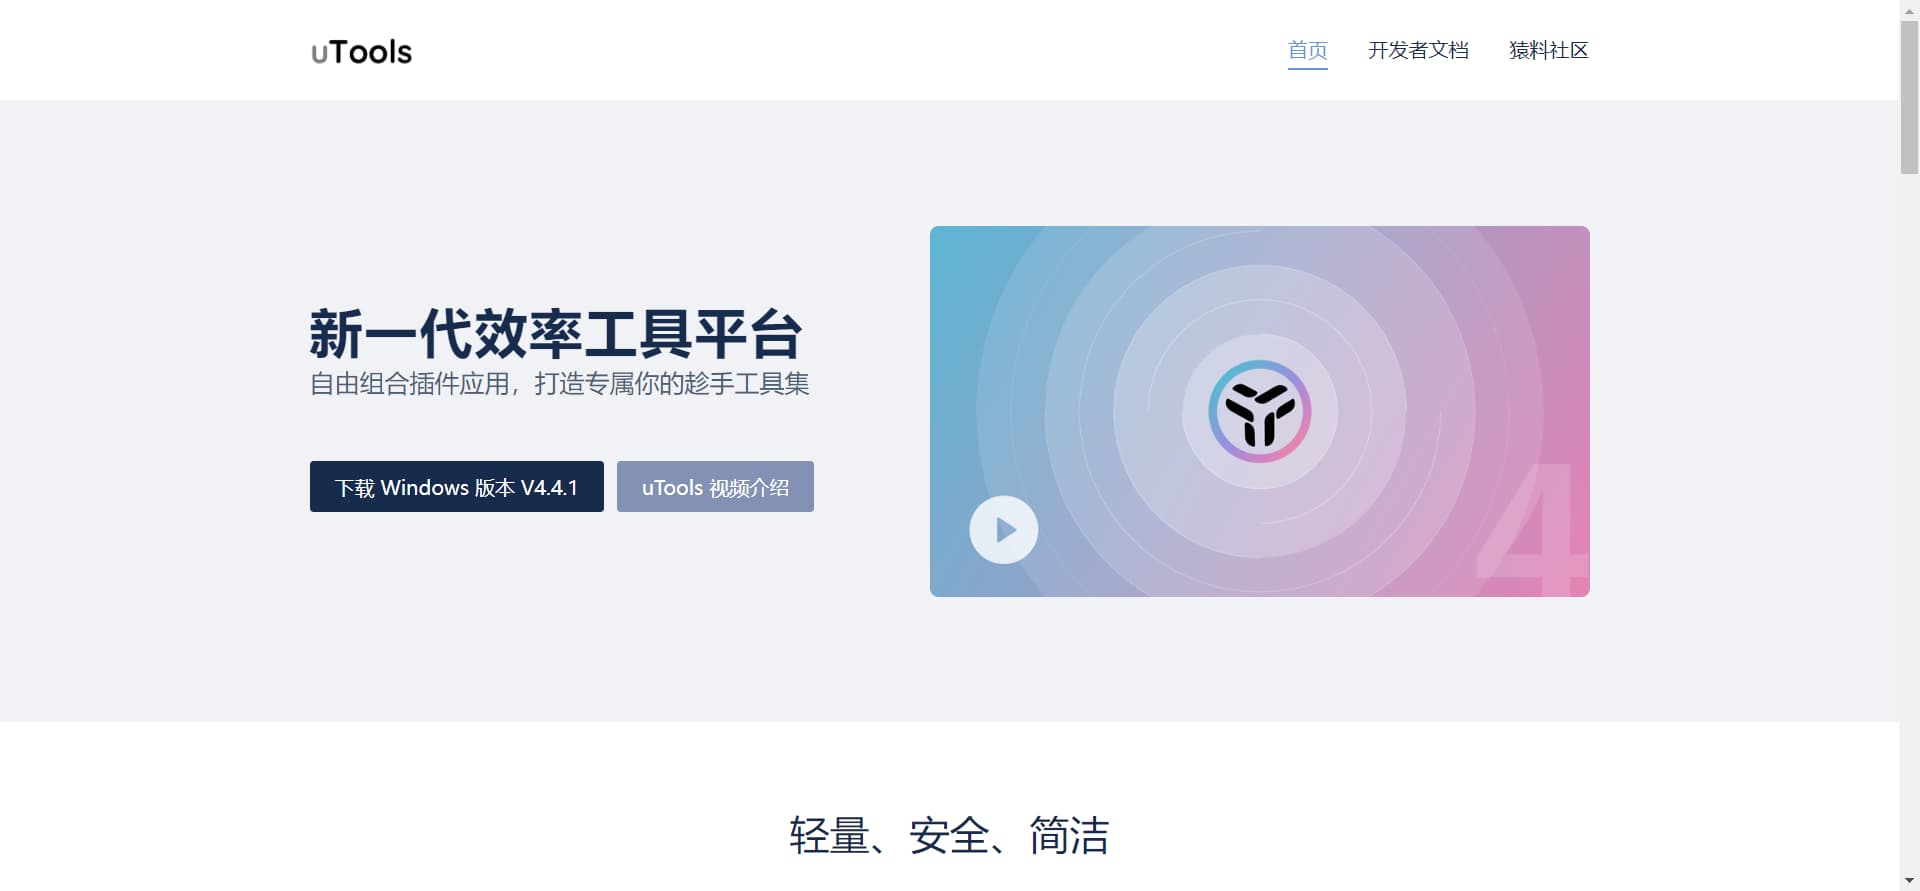 uTools
首页
开发者文档
猿料社区
新一代效率工具平台
自由组合插件应用，打造专属你的趁手工具集
下载 Windows 版本 V4.4.1
uTools 视频介绍
4
轻量、安全、简洁